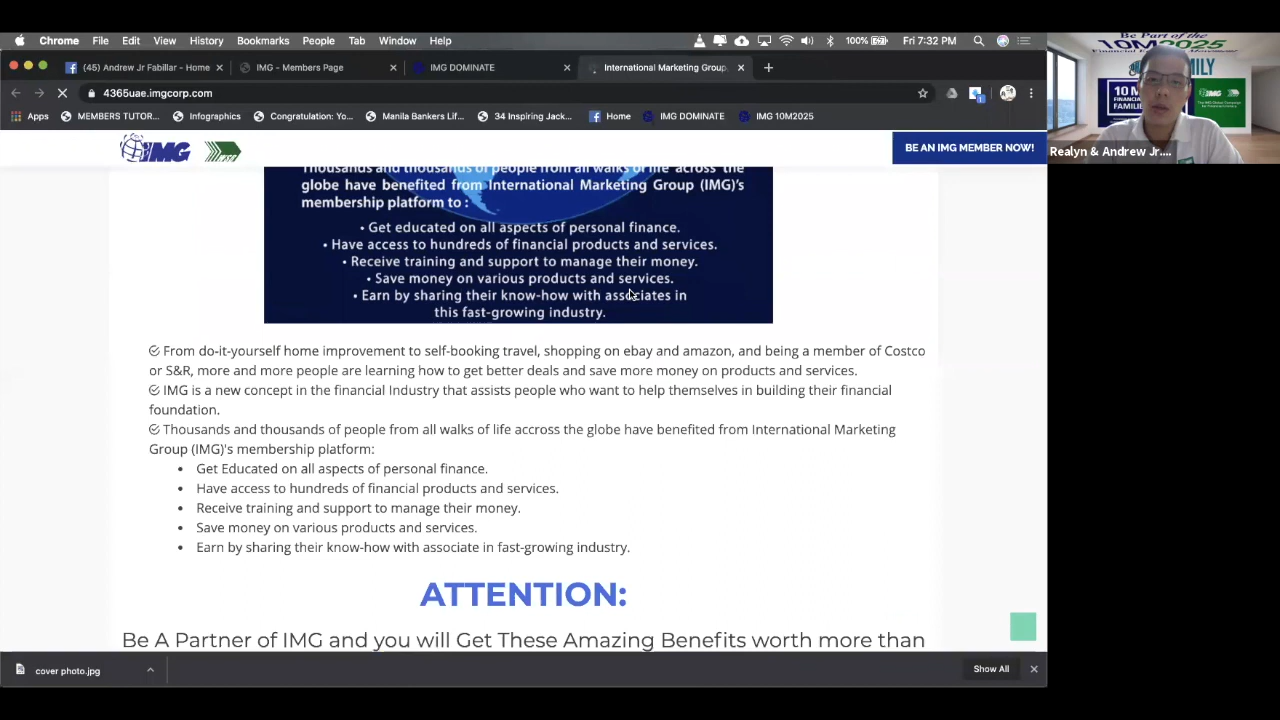 Chrome File Edit View History Bookmarks People Tab Window Help 100% Fri 7:32 PM
(45) Andrew Jr Fabillar - Home
IMG - Members Page
IMG DOMINATE
International Marketing Group
4365uae.imgcorp.com
Apps MEMBERS TUTOR... Infographics Congratulation: Yo... Manila Bankers Lif... 34 Inspiring Jack... Home IMG DOMINATE IMG 10M2025
IMG
BE AN IMG MEMBER NOW!
Thousands and thousands of people from all walks of life across the
globe have benefited from International Marketing Group (IMG)'s
membership platform to :
• Get educated on all aspects of personal finance.
• Have access to hundreds of financial products and services.
• Receive training and support to manage their money.
• Save money on various products and services.
• Earn by sharing their know-how with associates in
this fast-growing industry.
From do-it-yourself home improvement to self-booking travel, shopping on ebay and amazon, and being a member of Costco
or S&R, more and more people are learning how to get better deals and save more money on products and services.
IMG is a new concept in the financial Industry that assists people who want to help themselves in building their financial
foundation.
Thousands and thousands of people from all walks of life accross the globe have benefited from International Marketing
Group (IMG)'s membership platform:
• Get Educated on all aspects of personal finance.
• Have access to hundreds of financial products and services.
• Receive training and support to manage their money.
• Save money on various products and services.
• Earn by sharing their know-how with associate in fast-growing industry.
ATTENTION:
Be A Partner of IMG and you will Get These Amazing Benefits worth more than
cover photo.jpg
Show All
Be Part of the
10M2025
10 M
FINANCIAL
FAMILIES
IMG
Realyn & Andrew Jr....